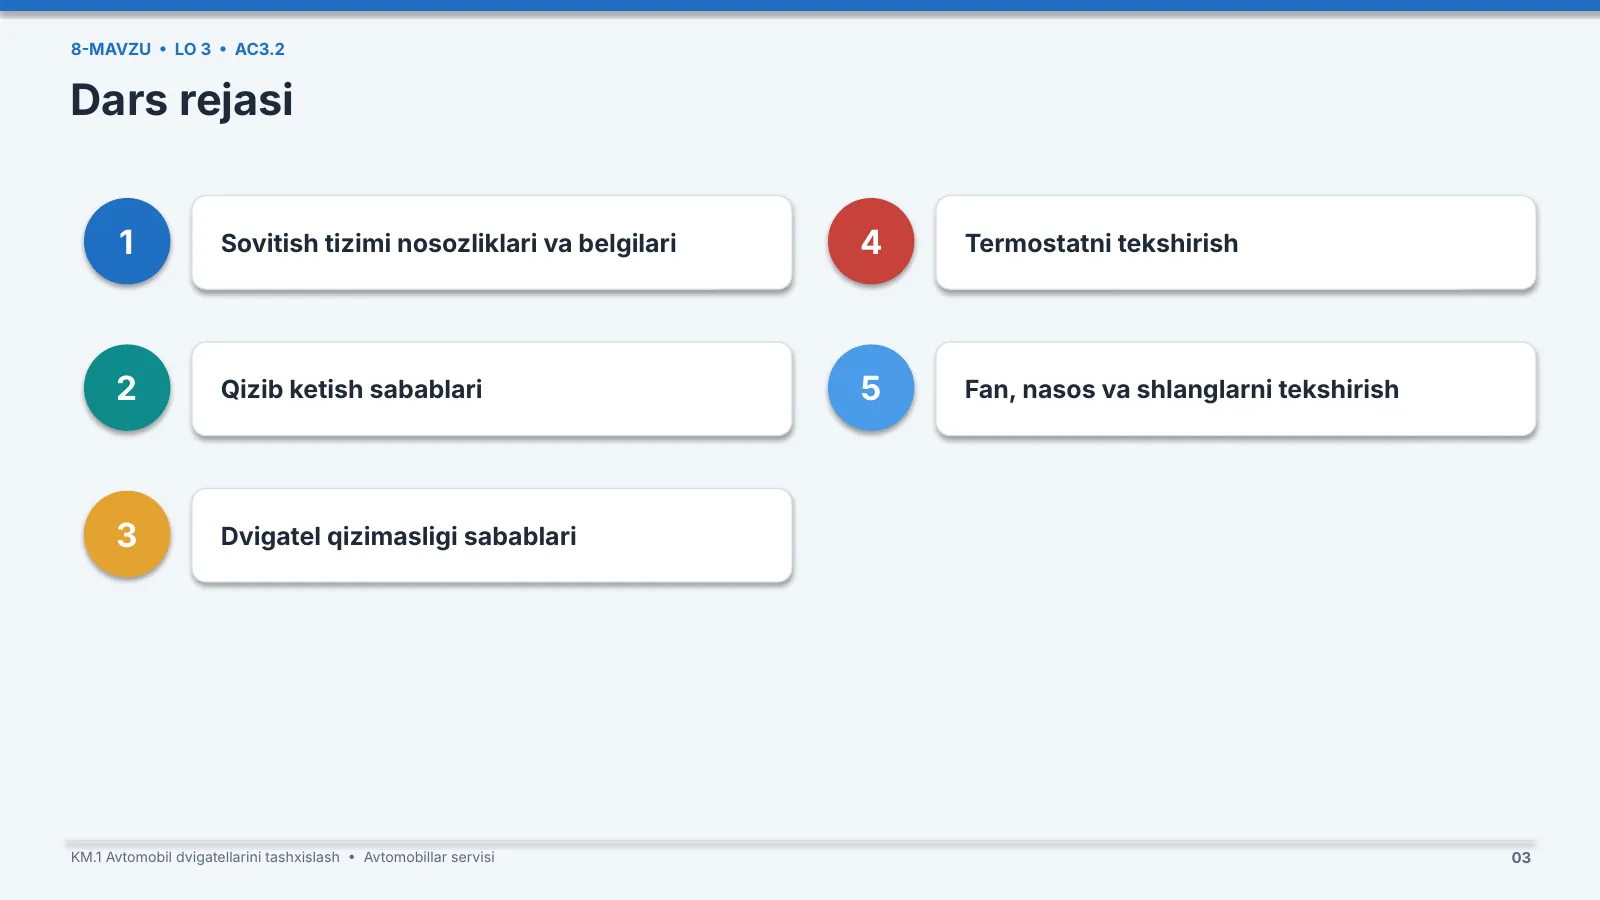 8-MAVZU • LO 3 • AC3.2
Dars rejasi
1
Sovitish tizimi nosozliklari va belgilari
2
Qizib ketish sabablari
3
Dvigatel qizimasligi sabablari
4
Termostatni tekshirish
5
Fan, nasos va shlanglarni tekshirish
KM.1 Avtomobil dvigatellarini tashxislash • Avtomobillar servisi
03